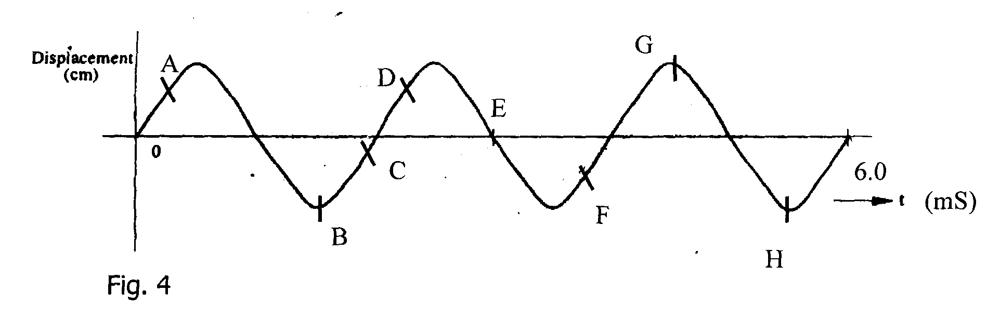 G
Displacement
(cm)
A
D
E
0
C
6.0
t (mS)
F
B
H
Fig. 4